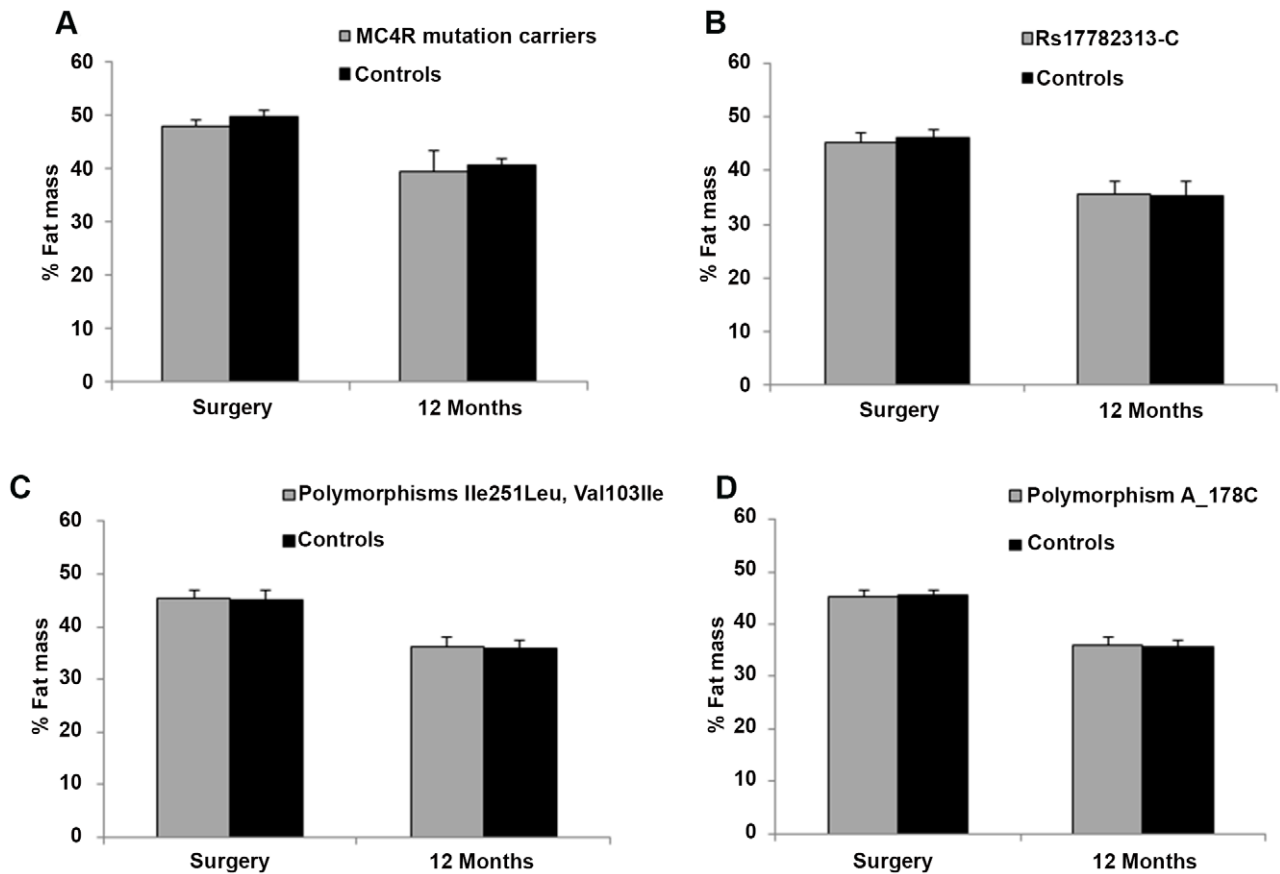 A
MC4R mutation carriers
Controls
% Fat mass
60
50
40
30
20
10
0
Surgery
12 Months
B
Rs17782313-C
Controls
% Fat mass
60
50
40
30
20
10
0
Surgery
12 Months
C
Polymorphisms Ile251Leu, Val103Ile
Controls
% Fat mass
60
50
40
30
20
10
0
Surgery
12 Months
D
Polymorphism A_178C
Controls
% Fat mass
60
50
40
30
20
10
0
Surgery
12 Months